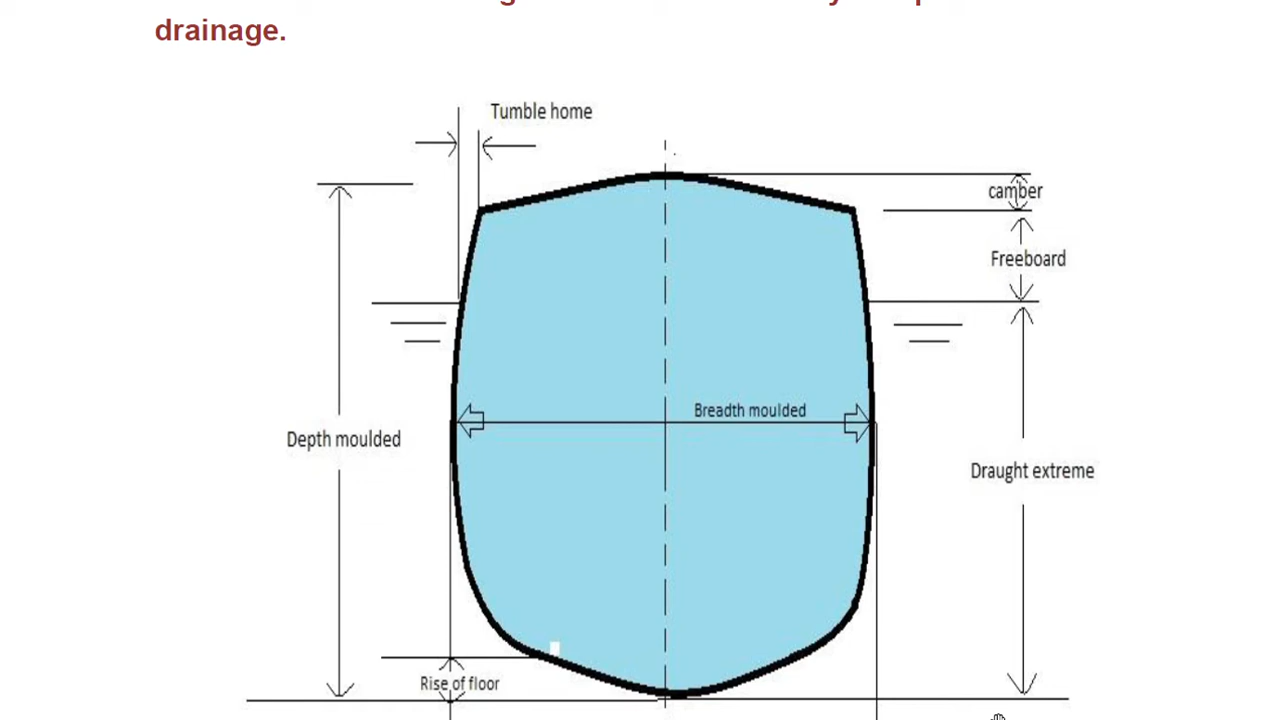 drainage.
Tumble home
camber
Freeboard
Breadth moulded
Depth moulded
Draught extreme
Rise of floor